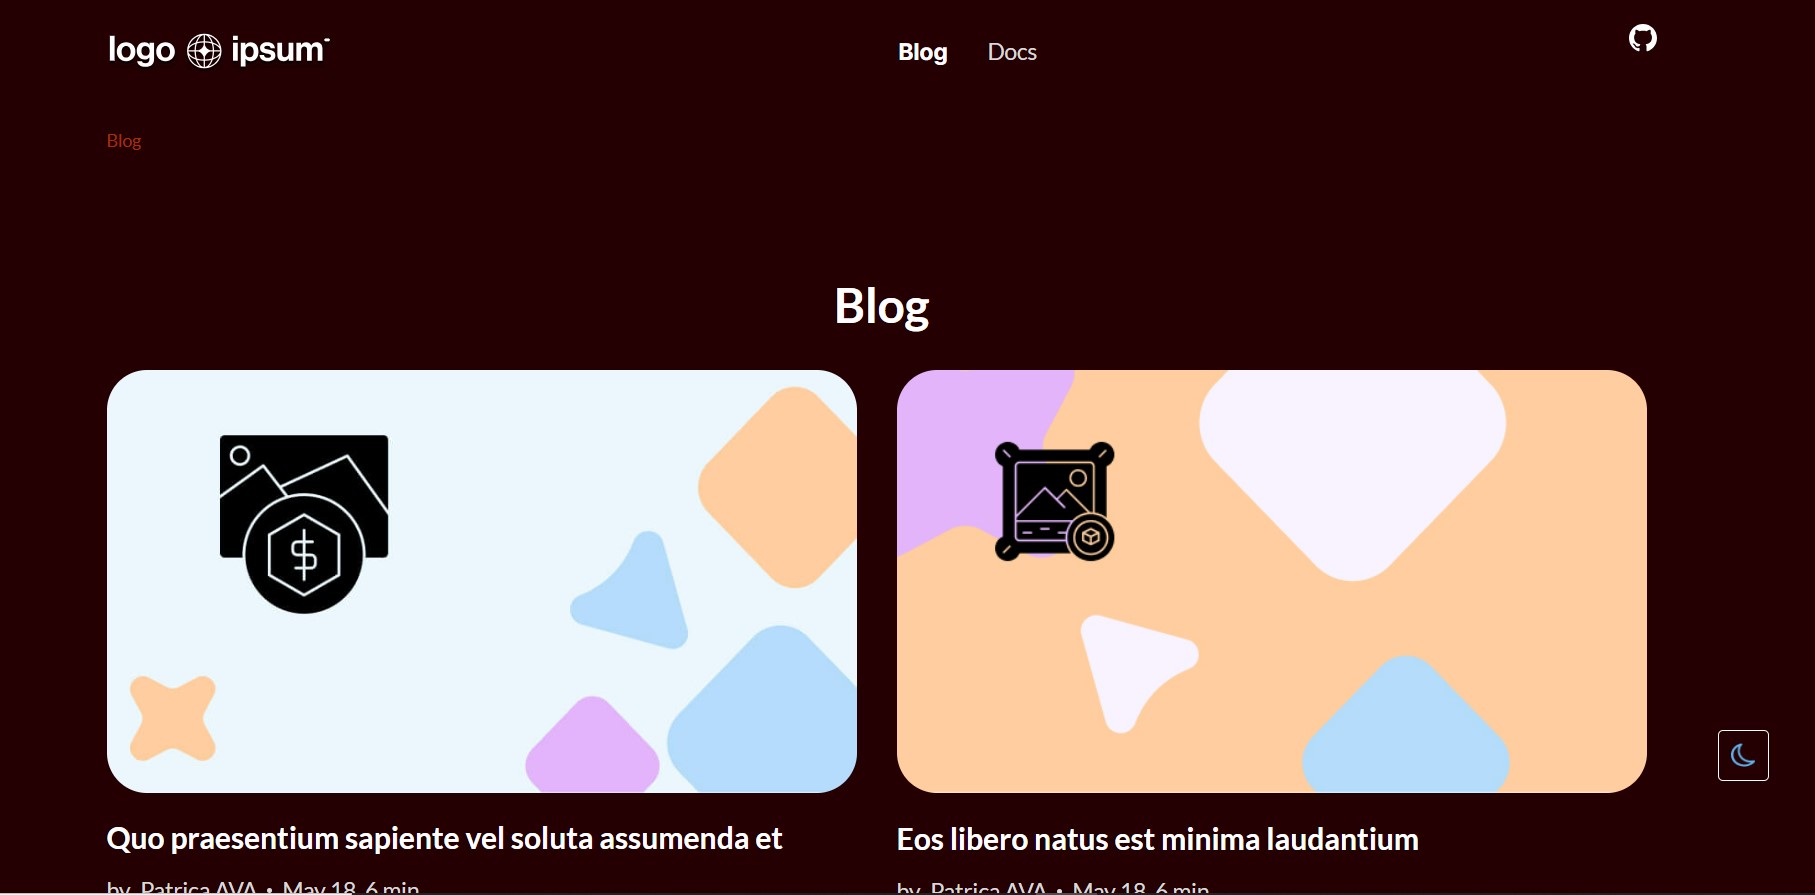 logo ipsum
Blog
Docs
Blog
Blog
$
Quo praesentium sapiente vel soluta assumenda et
Eos libero natus est minima laudantium
by Patrica AVA • May 18, 6 min
by Patrica AVA • May 18, 6 min